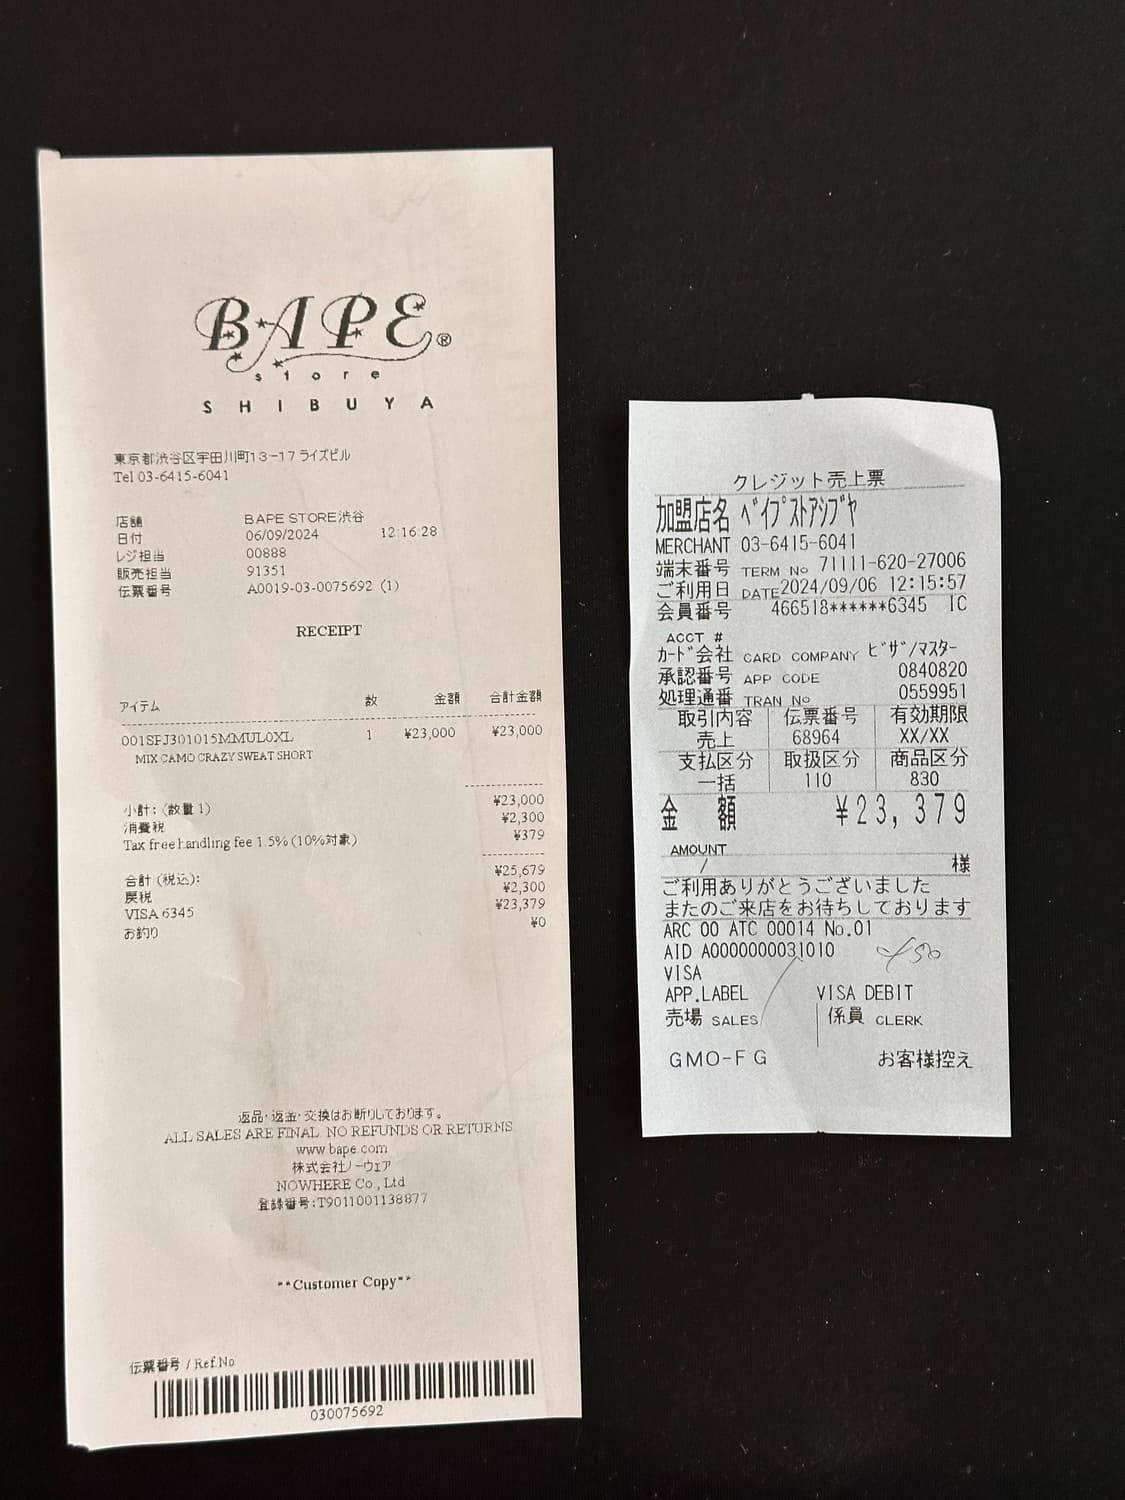 BAPE®
store
SHIBUYA
東京都渋谷区宇田川町13-17 ライズビル
Tel 03-6415-6041
店舗 BAPE STORE渋谷
日付 06/09/2024 12:16:28
レジ担当 00888
販売担当 91351
伝票番号 A0019-03-0075692 (1)
RECEIPT
アイテム 数 金額 合計金額
001SPJ301015MMUL0XL 1 ¥23,000 ¥23,000
MIX CAMO CRAZY SWEAT SHORT
小計: (数量 1) ¥23,000
消費税 ¥2,300
Tax free handling fee 1.5% (10%対象) ¥379
合計 (税込): ¥25,679
戻税 ¥2,300
VISA 6345 ¥23,379
お釣り ¥0
返品・返金・交換はお断りしております。
ALL SALES ARE FINAL NO REFUNDS OR RETURNS
www.bape.com
株式会社ノーウェア
NOWHERE Co., Ltd
登録番号:T9011001138877
**Customer Copy**
伝票番号 / Ref.No.
030075692
クレジット売上票
加盟店名 ベイプストアシブヤ
MERCHANT 03-6415-6041
端末番号 TERM No 71111-620-27006
ご利用日 DATE 2024/09/06 12:15:57
会員番号 466518******6345 IC
ACCT #
カード会社 CARD COMPANY ビザ/マスター
承認番号 APP CODE 0840820
処理通番 TRAN No 0559951
取引内容 伝票番号 有効期限
売上 68964 XX/XX
支払区分 取扱区分 商品区分
一括 110 830
金 額 ¥23,379
AMOUNT
様
ご利用ありがとうございました
またのご来店をお待ちしております
ARC 00 ATC 00014 No.01
AID A0000000031010
VISA
APP.LABEL VISA DEBIT
売場 SALES 係員 CLERK
GMO-FG お客様控え